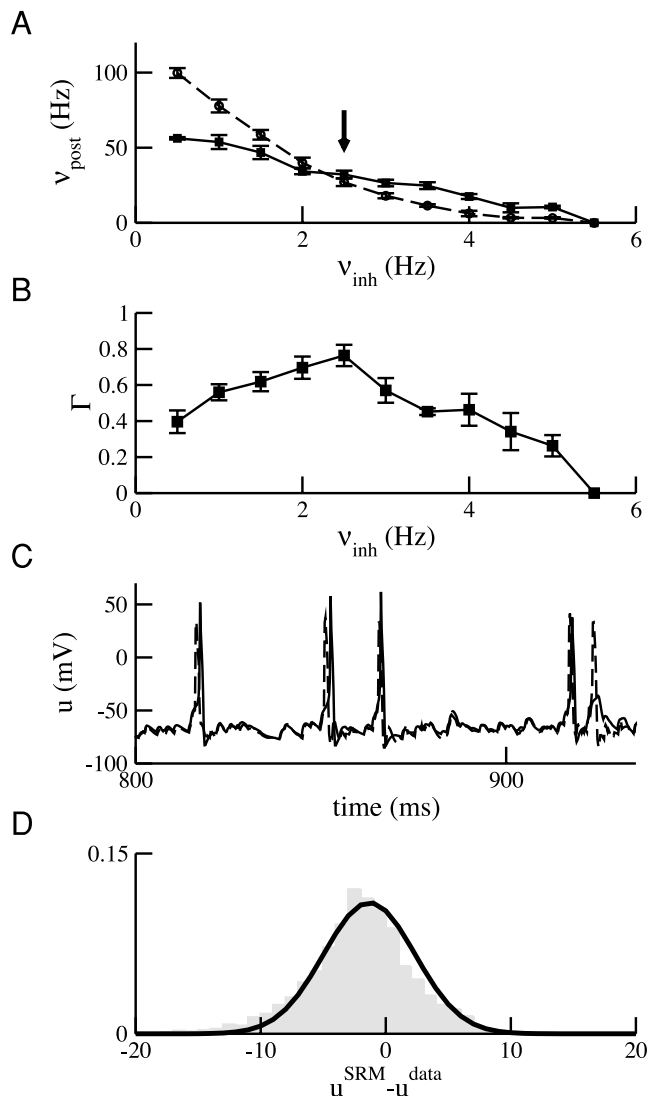 A
100
50
0
ν_post (Hz)
0 2 4 6
ν_inh (Hz)
B
1
0.8
0.6
0.4
0.2
0
Γ
0 2 4 6
ν_inh (Hz)
C
50
0
-50
-100
u (mV)
800 900
time (ms)
D
0.15
0
-20 -10 0 10 20
u^SRM-u^data